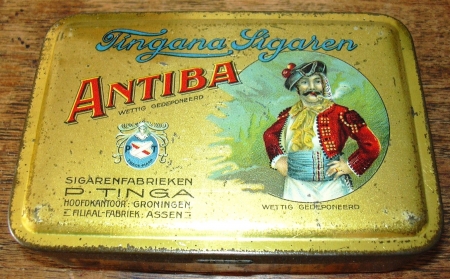 Tingana Sigaren
ANTIBA
WETTIG GEDEPONEERD
SIGARENFABRIEKEN
P. TINGA
HOOFDKANTOOR: GRONINGEN
FILIAAL-FABRIEK: ASSEN
WETTIG GEDEPONEERD